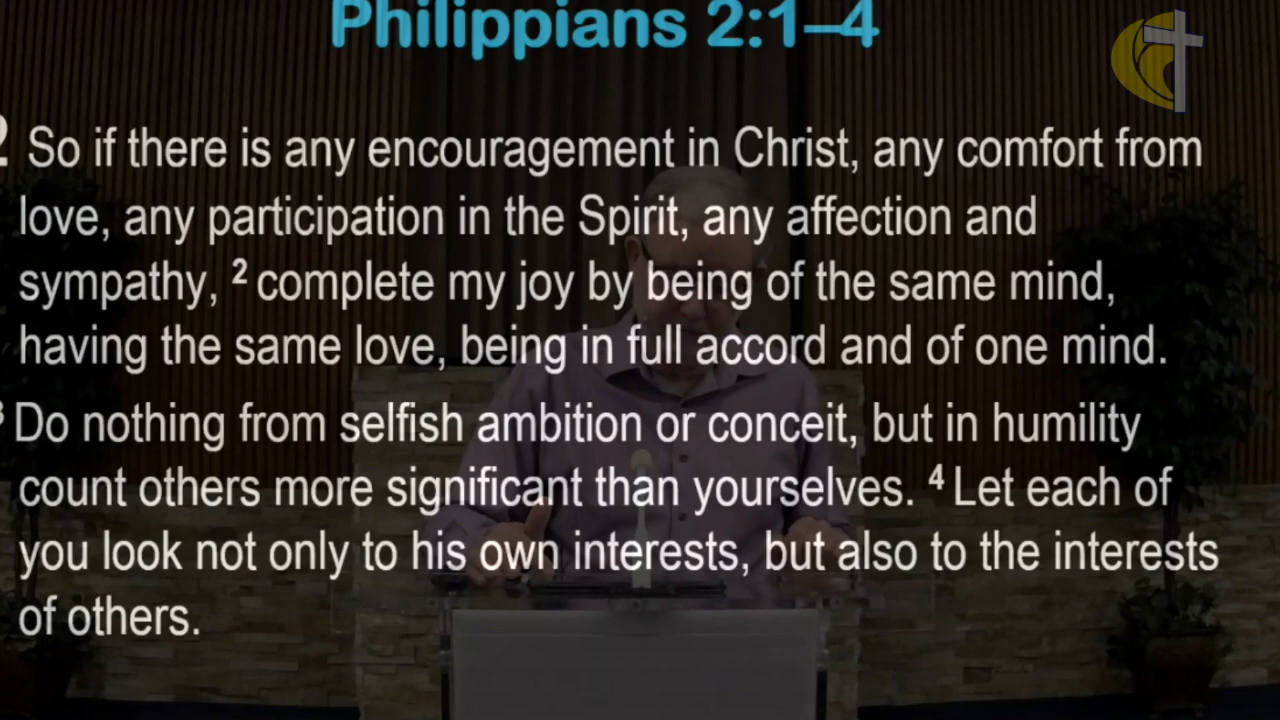 Philippians 2:1–4
2 So if there is any encouragement in Christ, any comfort from
love, any participation in the Spirit, any affection and
sympathy, 2 complete my joy by being of the same mind,
having the same love, being in full accord and of one mind.
3 Do nothing from selfish ambition or conceit, but in humility
count others more significant than yourselves. 4 Let each of
you look not only to his own interests, but also to the interests
of others.